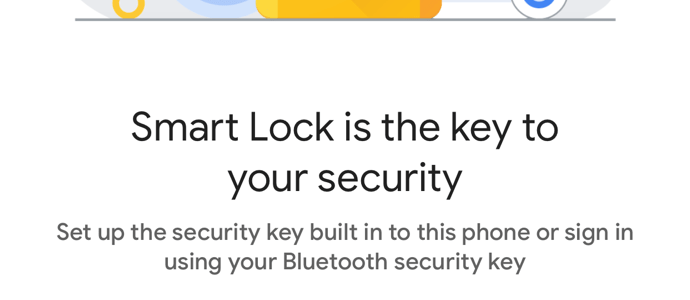 Smart Lock is the key to
your security
Set up the security key built in to this phone or sign in
using your Bluetooth security key